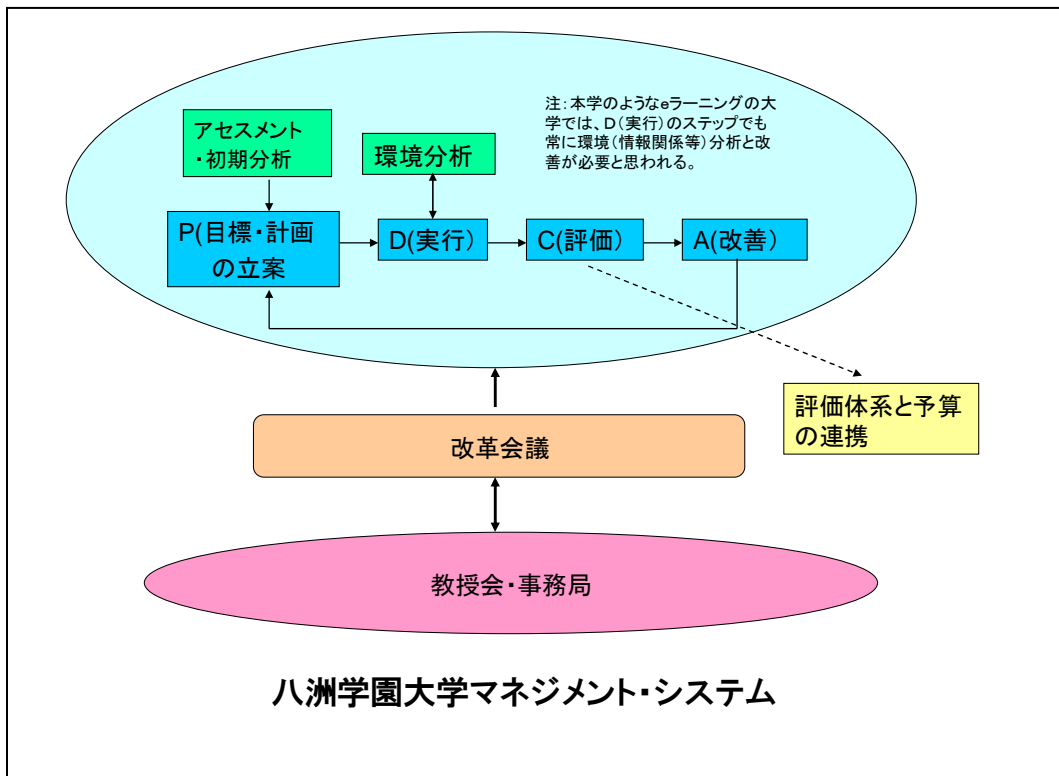 注：本学のようなeラーニングの大
学では、D（実行）のステップでも
常に環境（情報関係等）分析と改
善が必要と思われる。
アセスメント
・初期分析
環境分析
P(目標・計画
の立案
D(実行）
C(評価）
A(改善）
評価体系と予算
の連携
改革会議
教授会・事務局
八洲学園大学マネジメント・システム